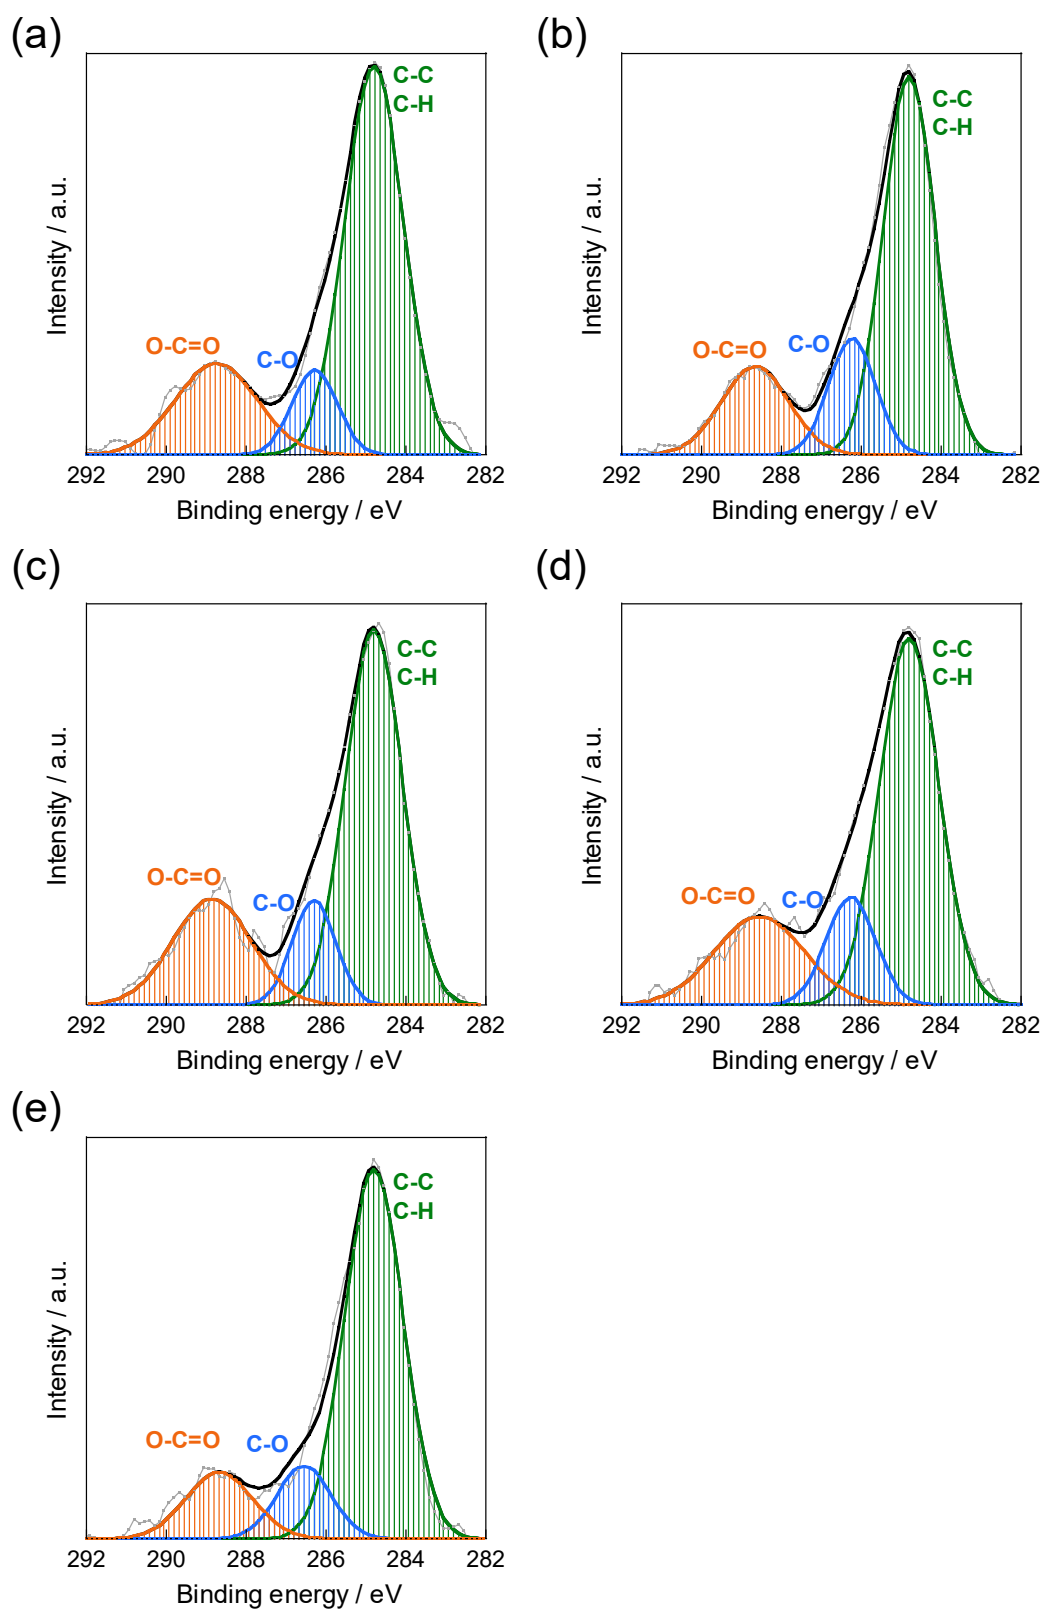 (a)
C-C
C-H
O-C=O
C-O
Intensity / a.u.
292 290 288 286 284 282
Binding energy / eV
(b)
C-C
C-H
O-C=O
C-O
Intensity / a.u.
292 290 288 286 284 282
Binding energy / eV
(c)
C-C
C-H
O-C=O
C-O
Intensity / a.u.
292 290 288 286 284 282
Binding energy / eV
(d)
C-C
C-H
O-C=O
C-O
Intensity / a.u.
292 290 288 286 284 282
Binding energy / eV
(e)
C-C
C-H
O-C=O
C-O
Intensity / a.u.
292 290 288 286 284 282
Binding energy / eV